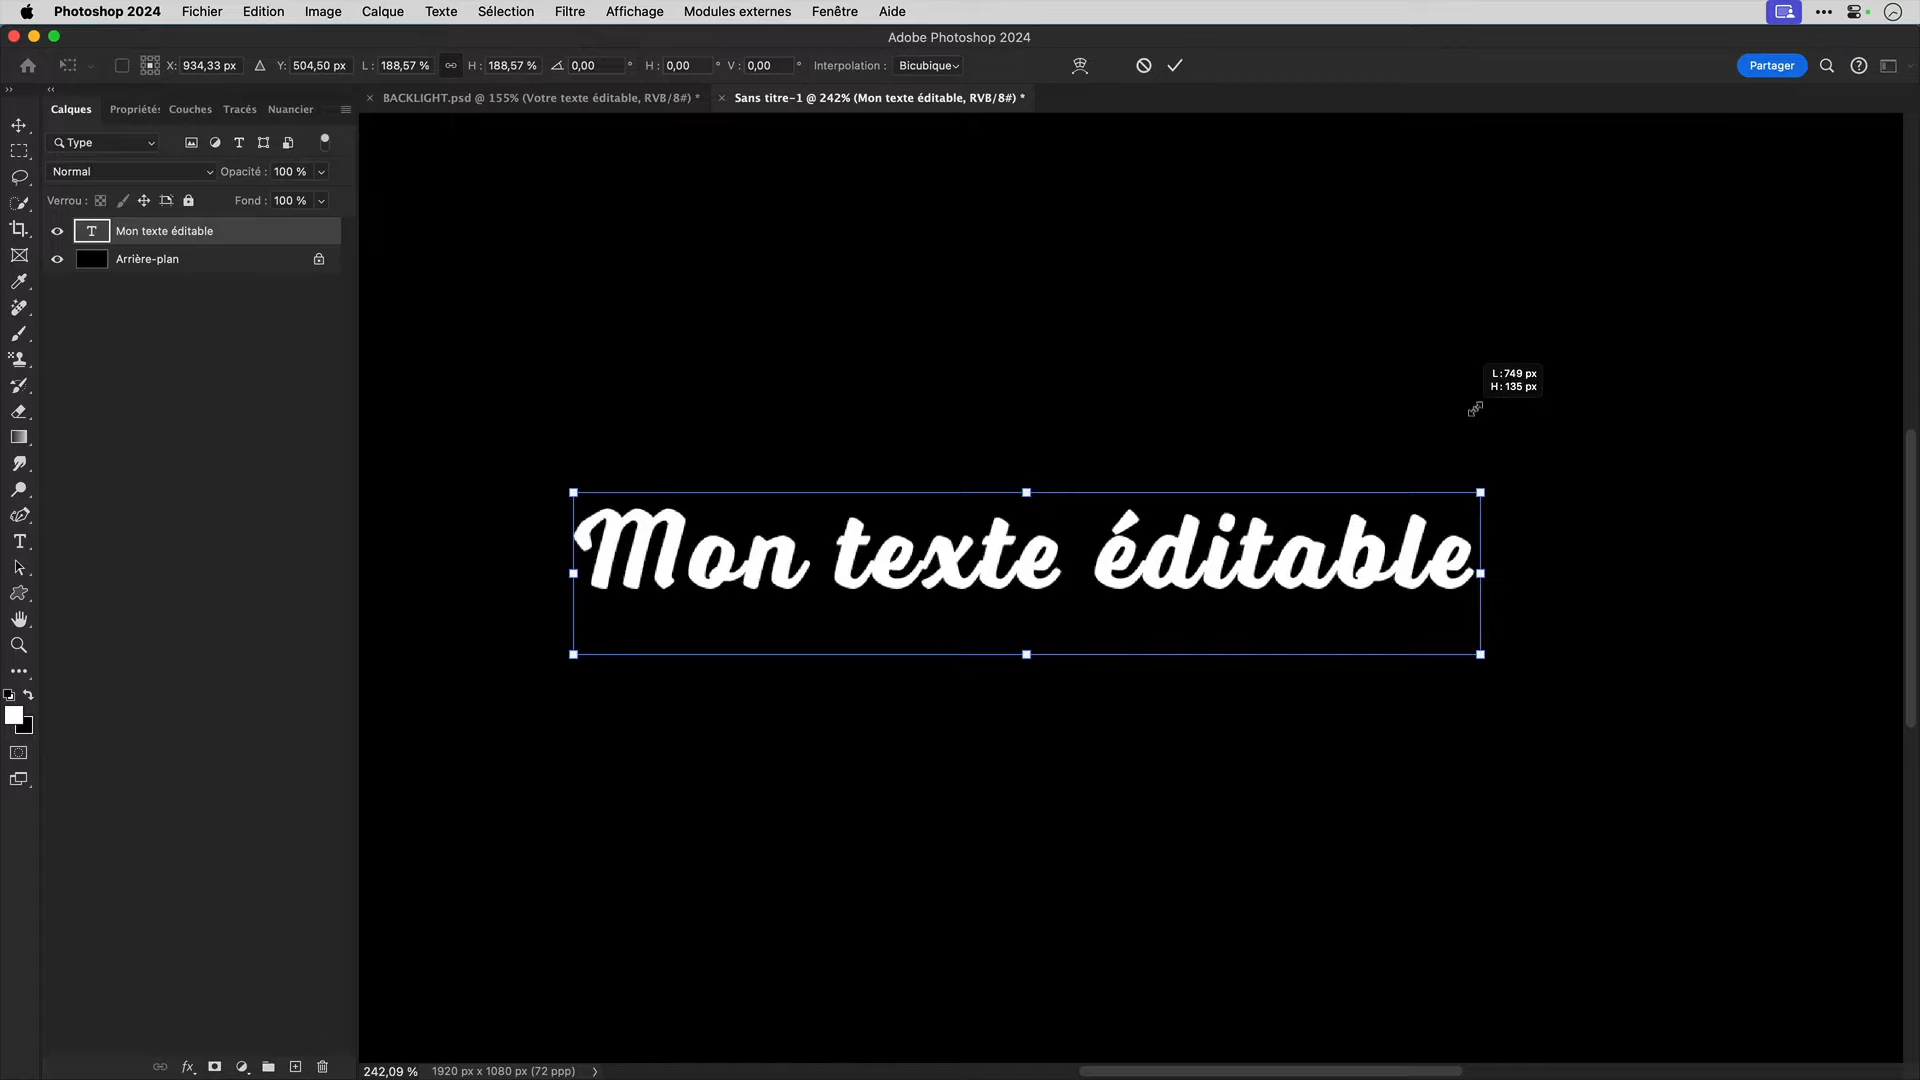 Photoshop 2024 Fichier Edition Image Calque Texte Sélection Filtre Affichage Modules externes Fenêtre Aide
Adobe Photoshop 2024
X: 934,33 px Y: 504,50 px L: 188,57 % H: 188,57 % 0,00 ° H: 0,00 ° V: 0,00 ° Interpolation : Bicubique Partager
BACKLIGHT.psd @ 155% (Votre texte éditable, RVB/8#) * Sans titre-1 @ 242% (Mon texte éditable, RVB/8#) *
Calques Propriétés Couches Tracés Nuancier
Type
Normal Opacité : 100 %
Verrou : Fond : 100 %
Mon texte éditable
Arrière-plan
L : 749 px
H : 135 px
Mon texte éditable
fx
242,09 % 1920 px x 1080 px (72 ppp)